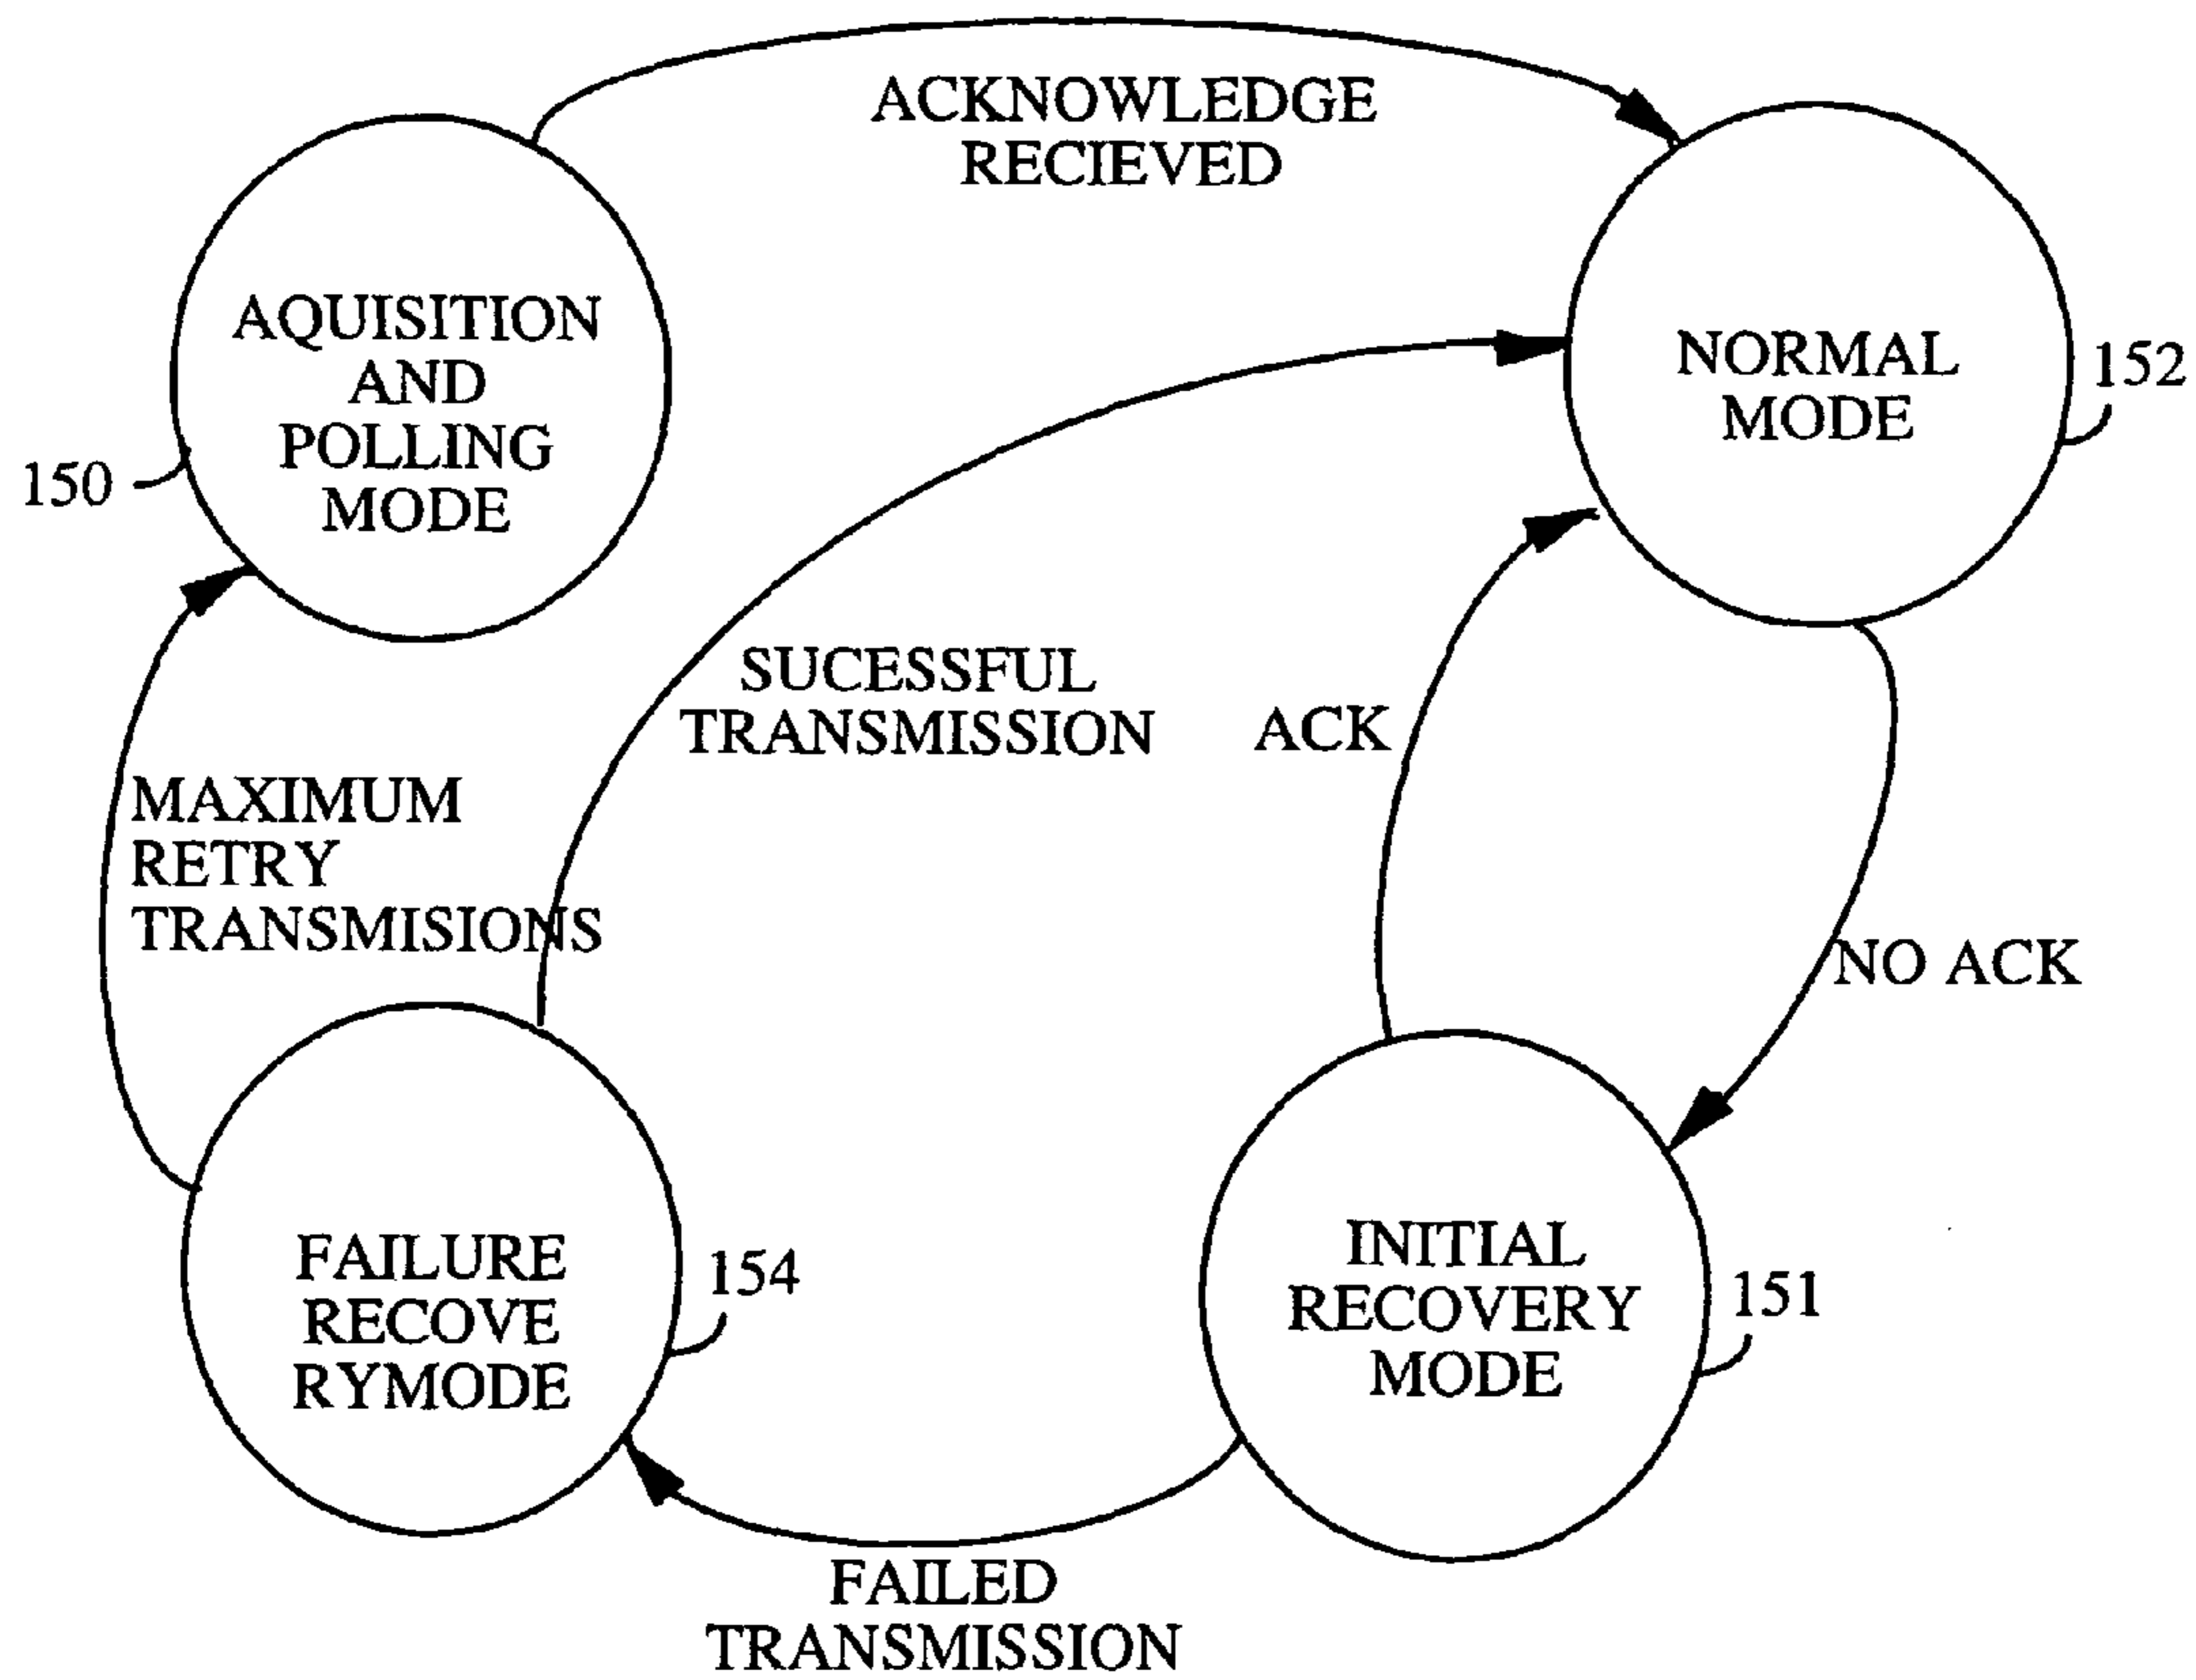 ACKNOWLEDGE
RECIEVED
AQUISITION
AND
POLLING
MODE
150
NORMAL
MODE
152
SUCESSFUL
TRANSMISSION
ACK
MAXIMUM
RETRY
TRANSMISIONS
NO ACK
FAILURE
RECOVE
RYMODE
154
INITIAL
RECOVERY
MODE
151
FAILED
TRANSMISSION